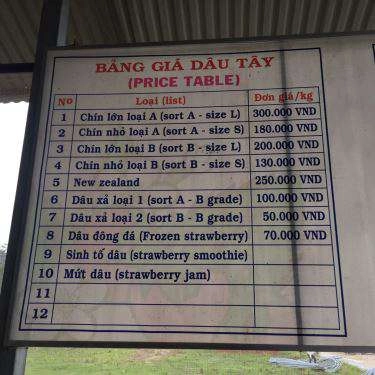 BẢNG GIÁ DÂU TÂY
(PRICE TABLE)
No Loại (list) Đơn giá/kg
1 Chín lớn loại A (sort A - size L) 300.000 VND
2 Chín nhỏ loại A (sort A - size S) 180.000 VND
3 Chín lớn loại B (sort B - size L) 200.000 VND
4 Chín nhỏ loại B (sort B - size S) 130.000 VND
5 New zealand 250.000 VND
6 Dâu xả loại 1 (sort A - B grade) 100.000 VND
7 Dâu xả loại 2 (sort B - B grade) 50.000 VND
8 Dâu đông đá (Frozen strawberry) 70.000 VND
9 Sinh tố dâu (strawberry smoothie)
10 Mứt dâu (strawberry jam)
11
12